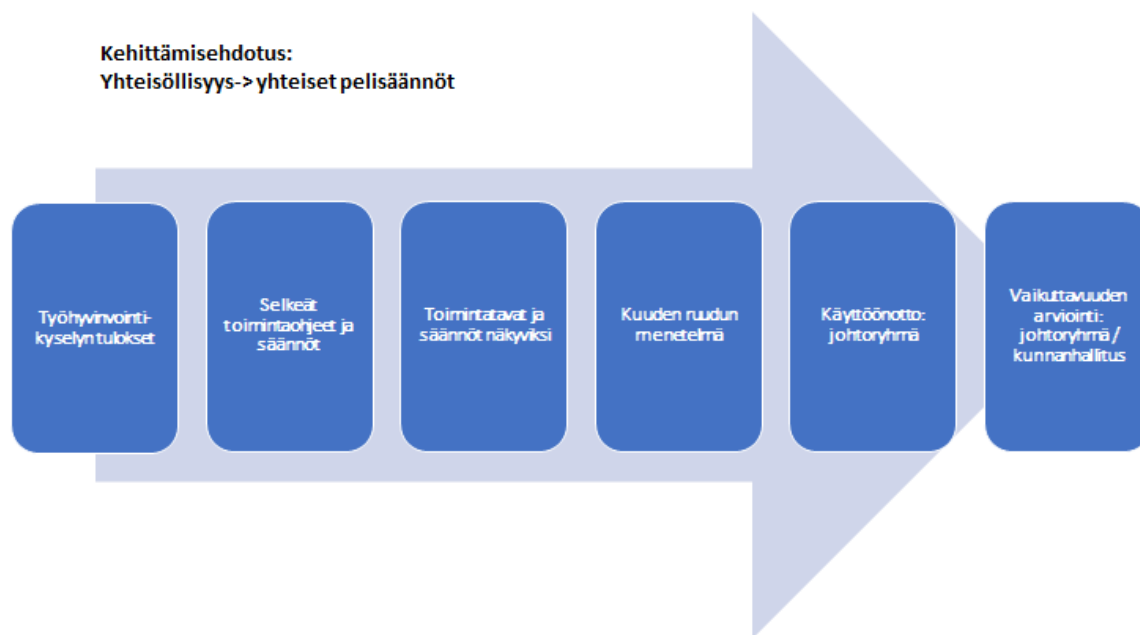 Kehittämisehdotus:
Yhteisöllisyys-> yhteiset pelisäännöt
Työhyvinvointi-
kyselyn tulokset
Selkeät
toimintaohjeet ja
säännöt
Toimintatavat ja
säännöt näkyviksi
Kuuden ruudun
menetelmä
Käyttöönotto:
johtoryhmä
Vaikuttavuuden
arviointi:
johtoryhmä /
kunnanhallitus